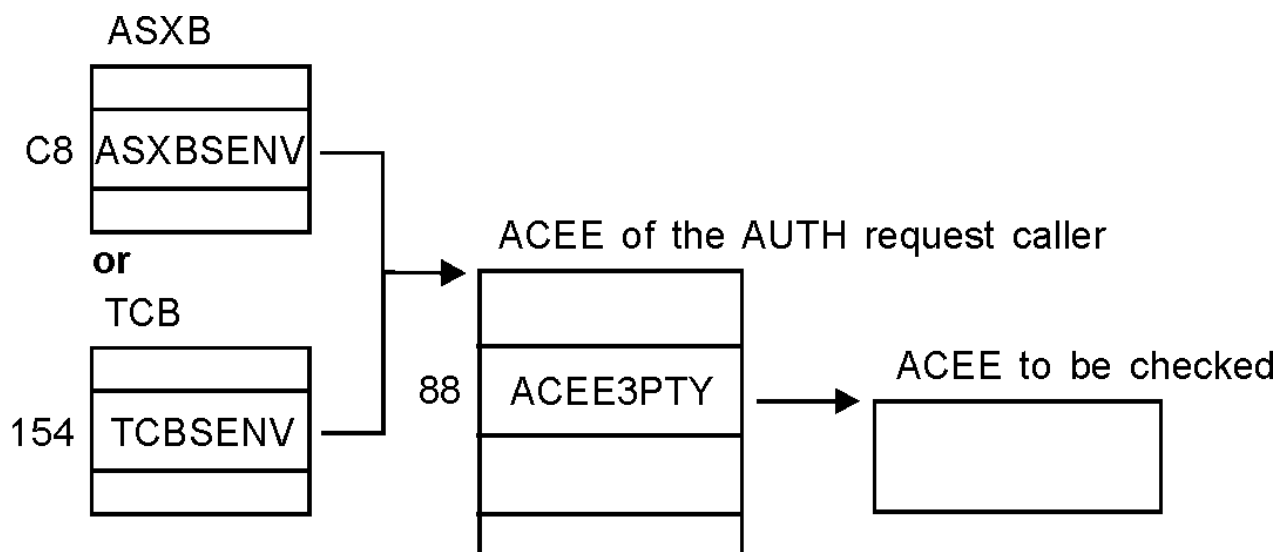 ASXB
C8 ASXBSENV
or
TCB
154 TCBSENV
ACEE of the AUTH request caller
88 ACEE3PTY
ACEE to be checked